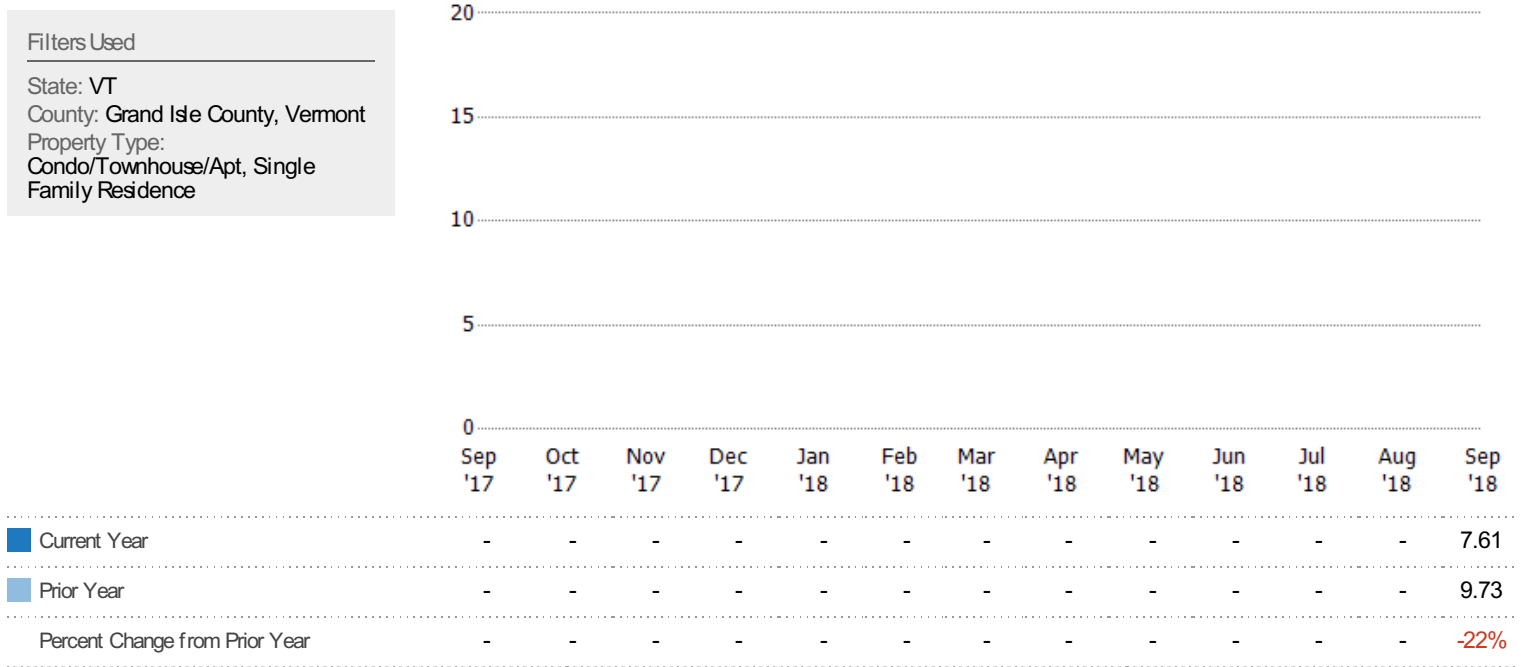 Filters Used
State: VT
County: Grand Isle County, Vermont
Property Type:
Condo/Townhouse/Apt, Single
Family Residence
20
15
10
5
0
Sep Oct Nov Dec Jan Feb Mar Apr May Jun Jul Aug Sep
'17 '17 '17 '17 '18 '18 '18 '18 '18 '18 '18 '18 '18
Current Year - - - - - - - - - - - - 7.61
Prior Year - - - - - - - - - - - - 9.73
Percent Change from Prior Year - - - - - - - - - - - - -22%